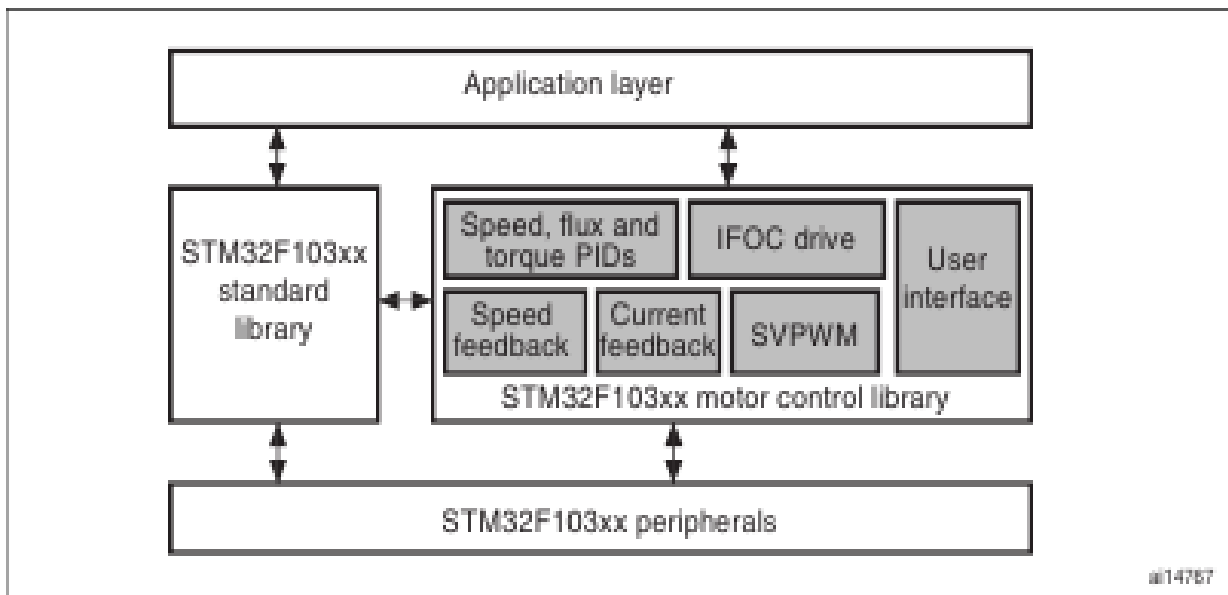 Application layer
STM32F103xx
standard
library
Speed, flux and
torque PIDs
IFOC drive
User
interface
Speed
feedback
Current
feedback
SVPWM
STM32F103xx motor control library
STM32F103xx peripherals
ai14767